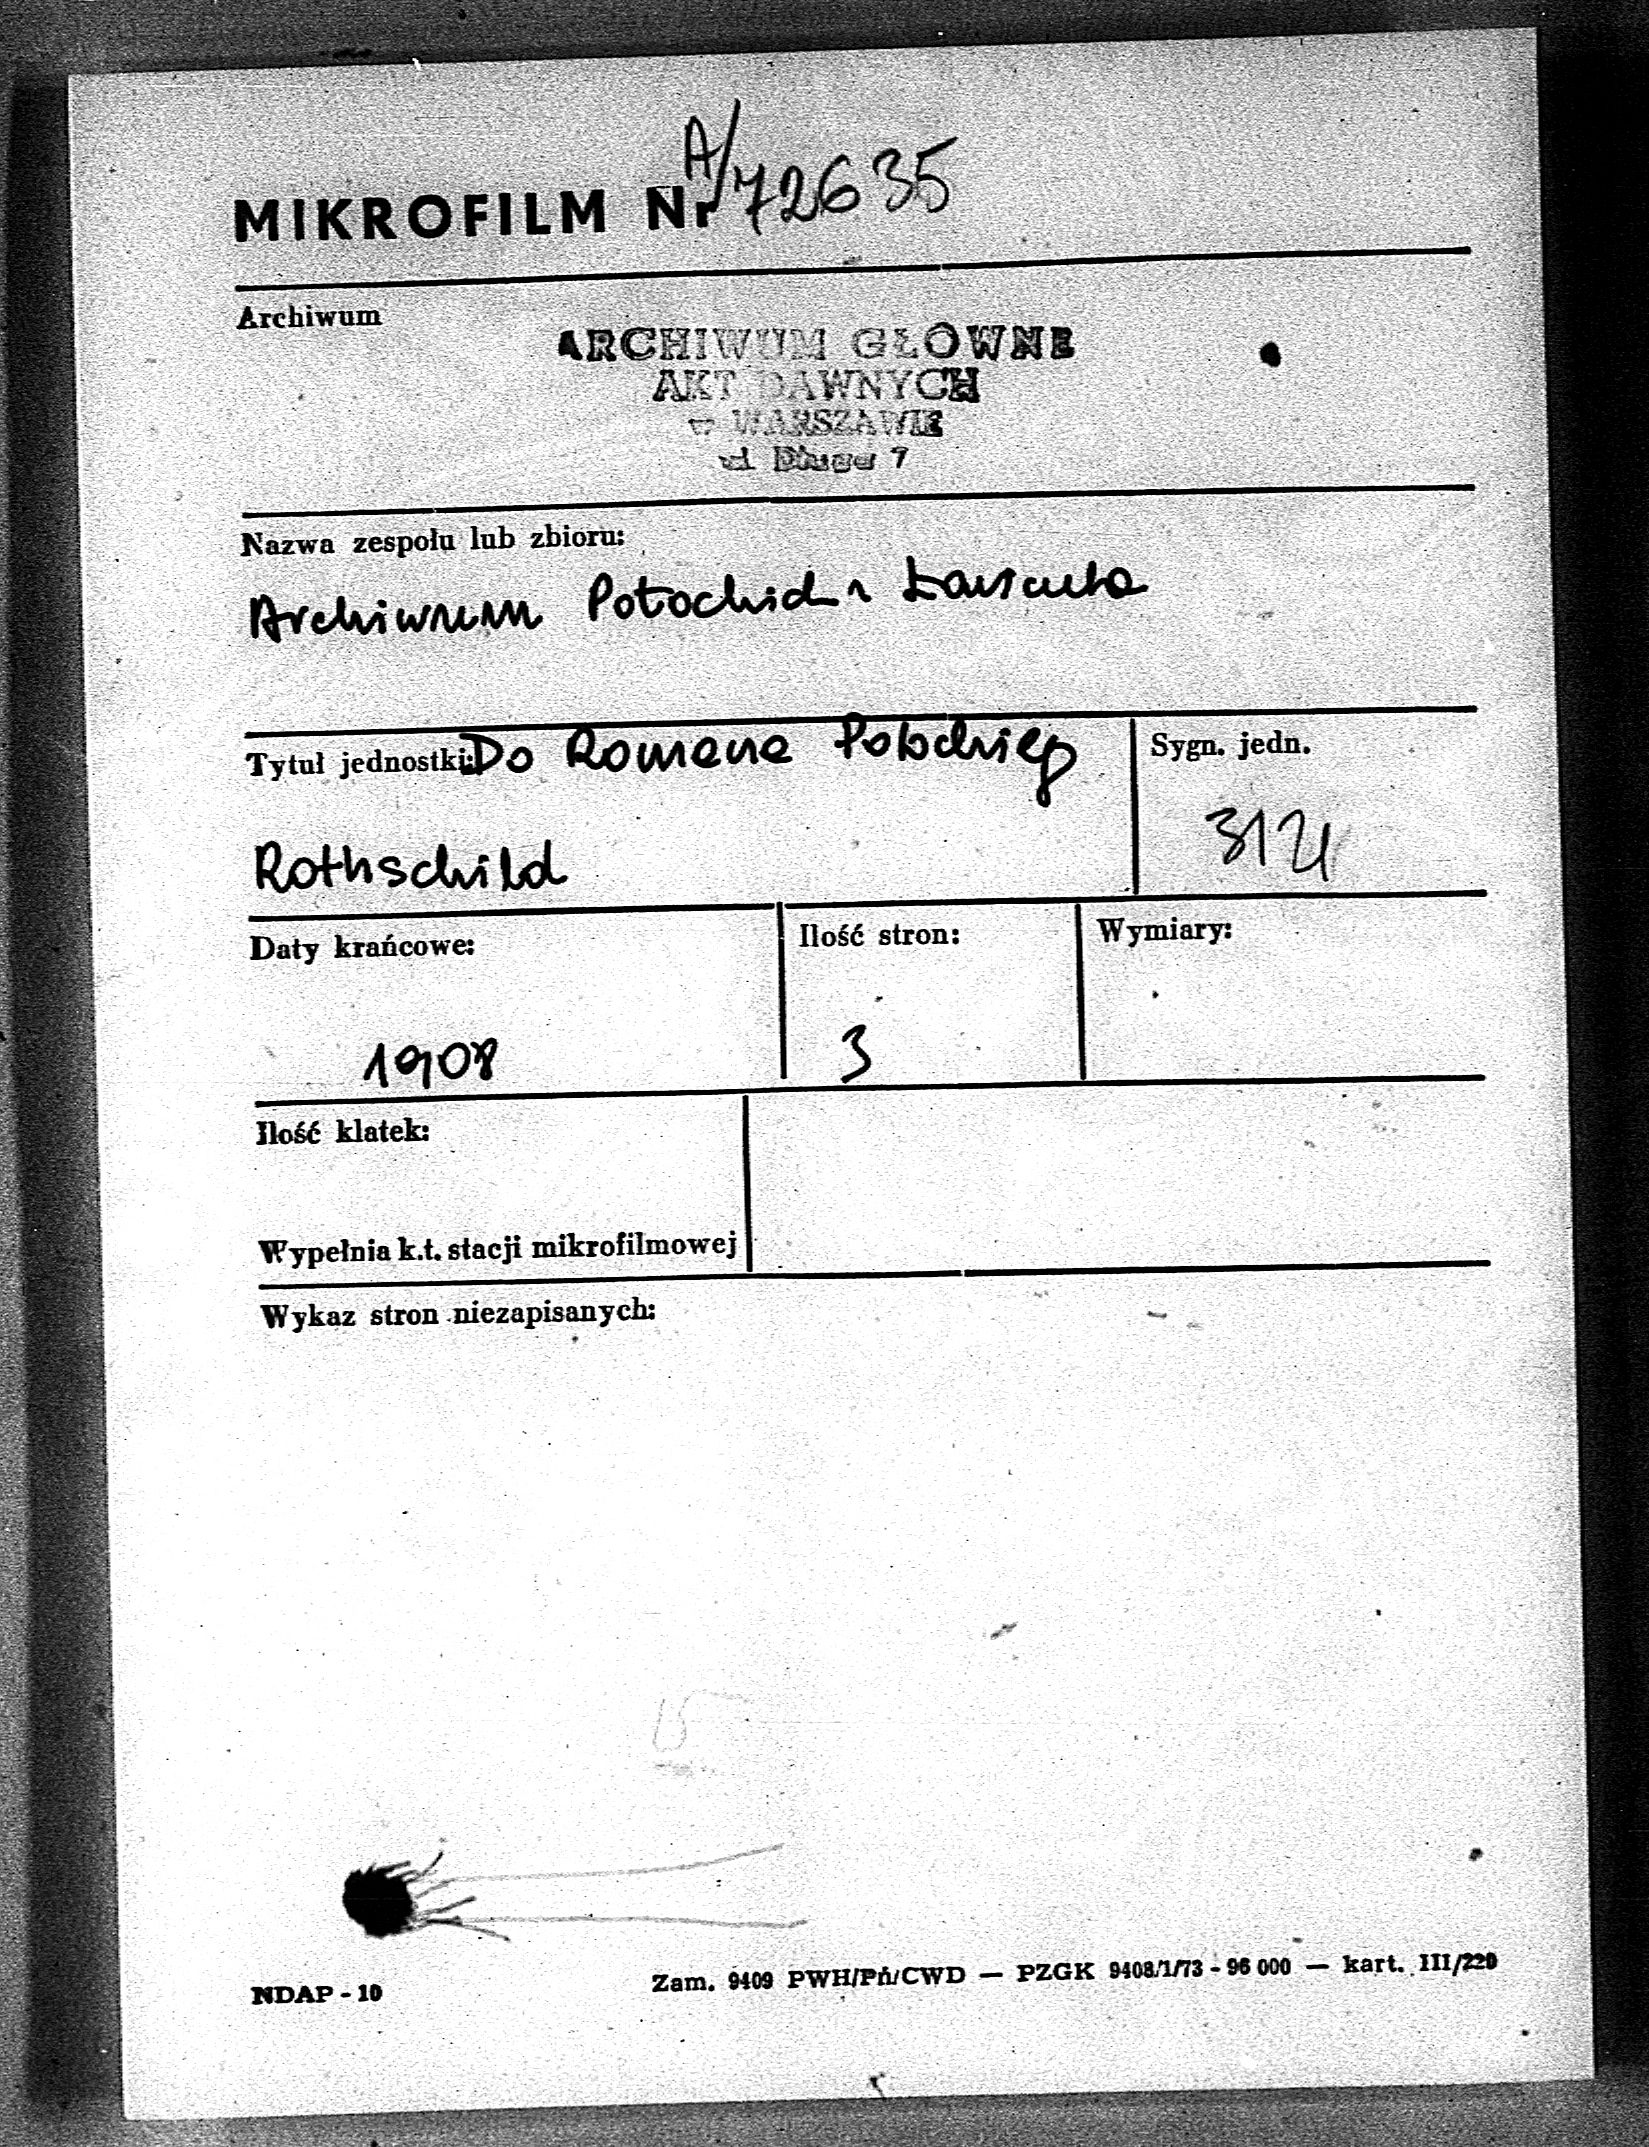 MIKROFILM Nr A/72635
Archiwum
ARCHIWUM GŁÓWNE
AKT DAWNYCH
w WARSZAWIE
ul. Długa 7
Nazwa zespołu lub zbioru:
Archiwum Potockich z Łańcuta
Tytuł jednostki: Do Romana Potockiego
Sygn. jedn.
Rothschild
3121
Daty krańcowe:
Ilość stron:
Wymiary:
1908
3
Ilość klatek:
Wypełnia k.t. stacji mikrofilmowej
Wykaz stron niezapisanych:
NDAP - 10
Zam. 9409 PWH/Pń/CWD — PZGK 9408/1/73 - 96 000 — kart. III/220